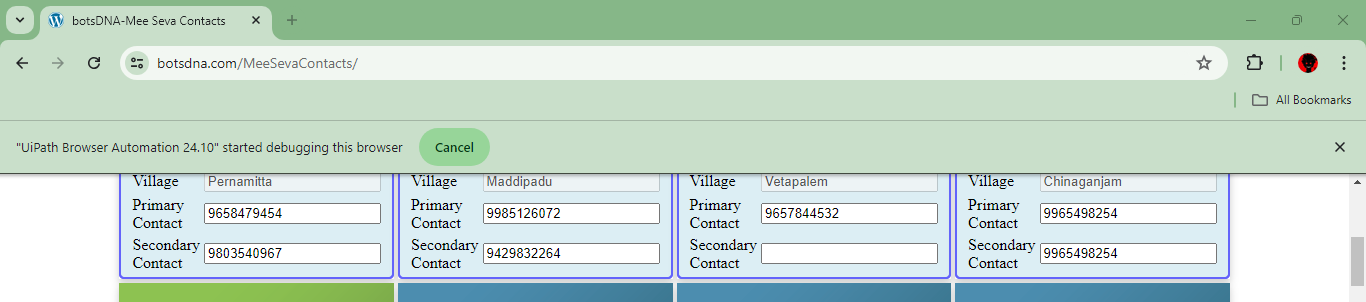 botsDNA-Mee Seva Contacts
botsdna.com/MeeSevaContacts/
All Bookmarks
"UiPath Browser Automation 24.10" started debugging this browser Cancel
Village Pernamitta Village Maddipadu Village Vetapalem Village Chinaganjam
Primary Primary Primary Primary
Contact 9658479454 Contact 9985126072 Contact 9657844532 Contact 9965498254
Secondary Secondary Secondary Secondary
Contact 9803540967 Contact 9429832264 Contact Contact 9965498254